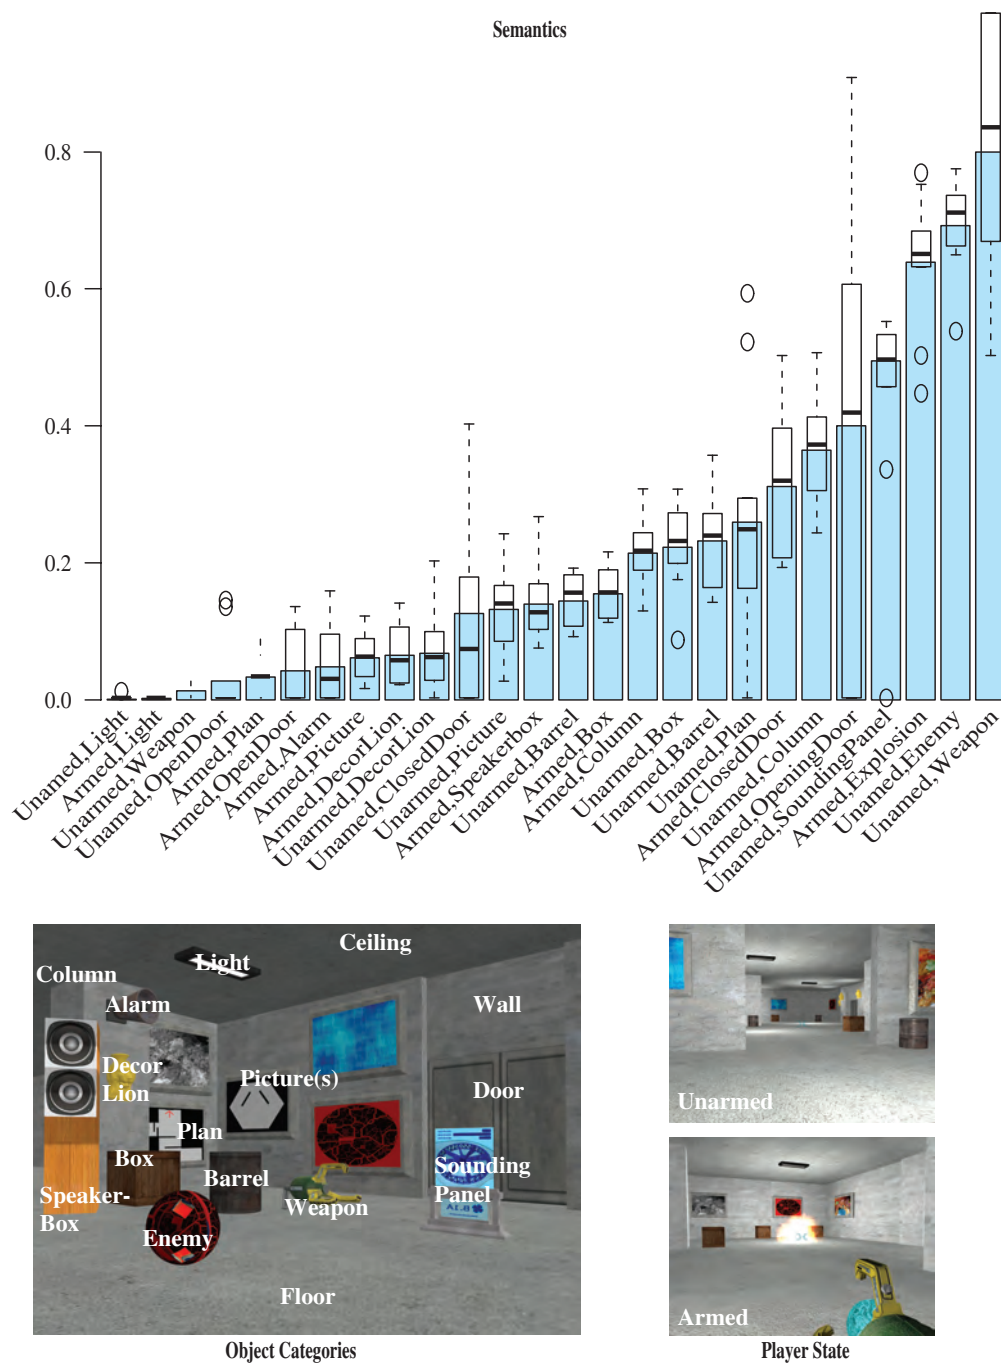 Semantics
0.8
0.6
0.4
0.2
0.0
Unarmed,Light
Armed,Light
Unarmed,Weapon
Unarmed,OpenDoor
Armed,Plan
Armed,OpenDoor
Armed,Alarm
Armed,Picture
Armed,DecorLion
Unarmed,DecorLion
Unamed,ClosedDoor
Unarmed,Picture
Armed,Speakerbox
Unarmed,Barrel
Armed,Box
Armed,Column
Unarmed,Box
Unarmed,Barrel
Unamed,Plan
Armed,ClosedDoor
Unarmed,Column
Armed,OpeningDoor
Unamed,SoundingPanel
Armed,Explosion
Unamed,Enemy
Unamed,Weapon
Ceiling
Light
Column
Alarm
Wall
Decor
Lion
Picture(s)
Door
Plan
Box
Barrel
Sounding
Panel
Speaker-
Box
Weapon
Enemy
Floor
Unarmed
Armed
Object Categories
Player State